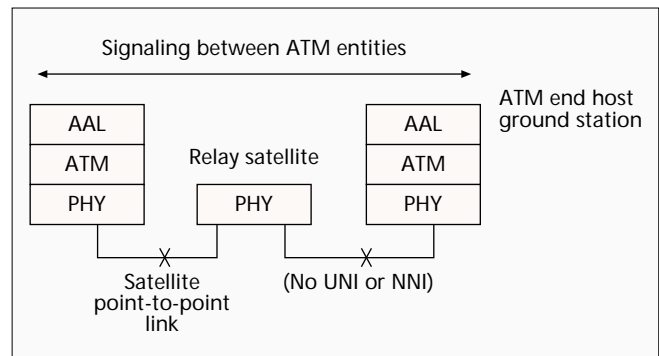 Signaling between ATM entities
ATM end host
ground station
AAL
ATM
PHY
Relay satellite
PHY
AAL
ATM
PHY
Satellite
point-to-point
link
(No UNI or NNI)